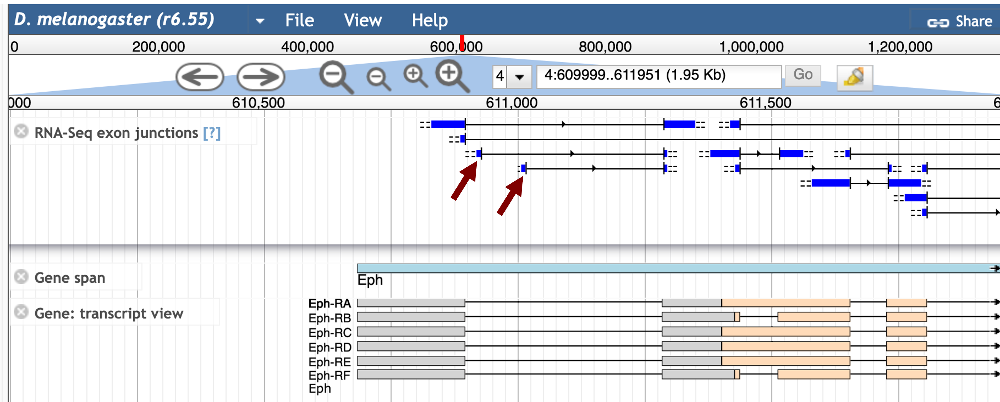 D. melanogaster (r6.55) File View Help Share
0 200,000 400,000 600,000 800,000 1,000,000 1,200,000
4 4:609999..611951 (1.95 Kb) Go
000 610,500 611,000 611,500 6
RNA-Seq exon junctions [?]
Gene span
Eph
Gene: transcript view
Eph-RA
Eph-RB
Eph-RC
Eph-RD
Eph-RE
Eph-RF
Eph